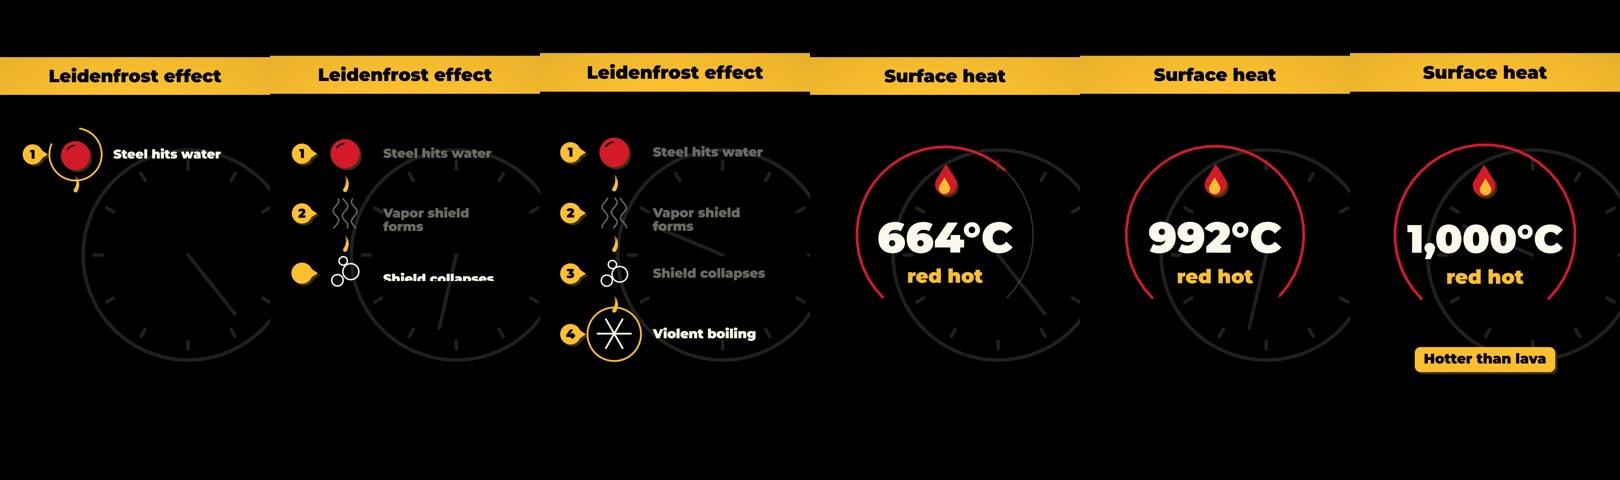 Leidenfrost effect
1
Steel hits water
Leidenfrost effect
1
Steel hits water
2
Vapor shield
forms
Shield collapses
Leidenfrost effect
1
Steel hits water
2
Vapor shield
forms
3
Shield collapses
4
Violent boiling
Surface heat
664°C
red hot
Surface heat
992°C
red hot
Surface heat
1,000°C
red hot
Hotter than lava